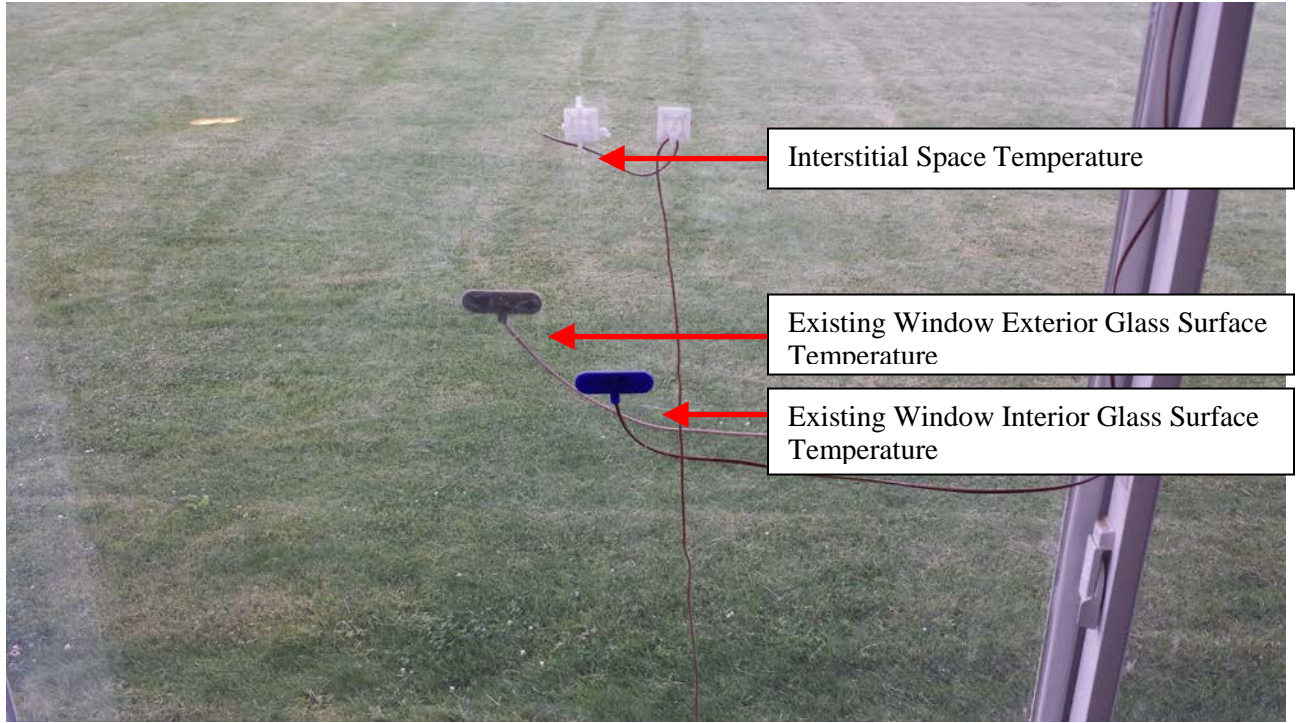 Interstitial Space Temperature
Existing Window Exterior Glass Surface
Temperature
Existing Window Interior Glass Surface
Temperature